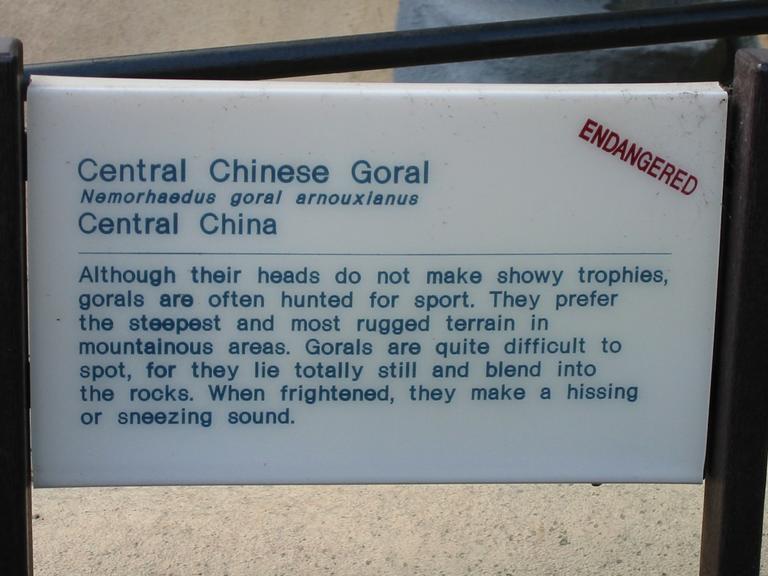 ENDANGERED
Central Chinese Goral
Nemorhaedus goral arnouxianus
Central China
Although their heads do not make showy trophies,
gorals are often hunted for sport. They prefer
the steepest and most rugged terrain in
mountainous areas. Gorals are quite difficult to
spot, for they lie totally still and blend into
the rocks. When frightened, they make a hissing
or sneezing sound.